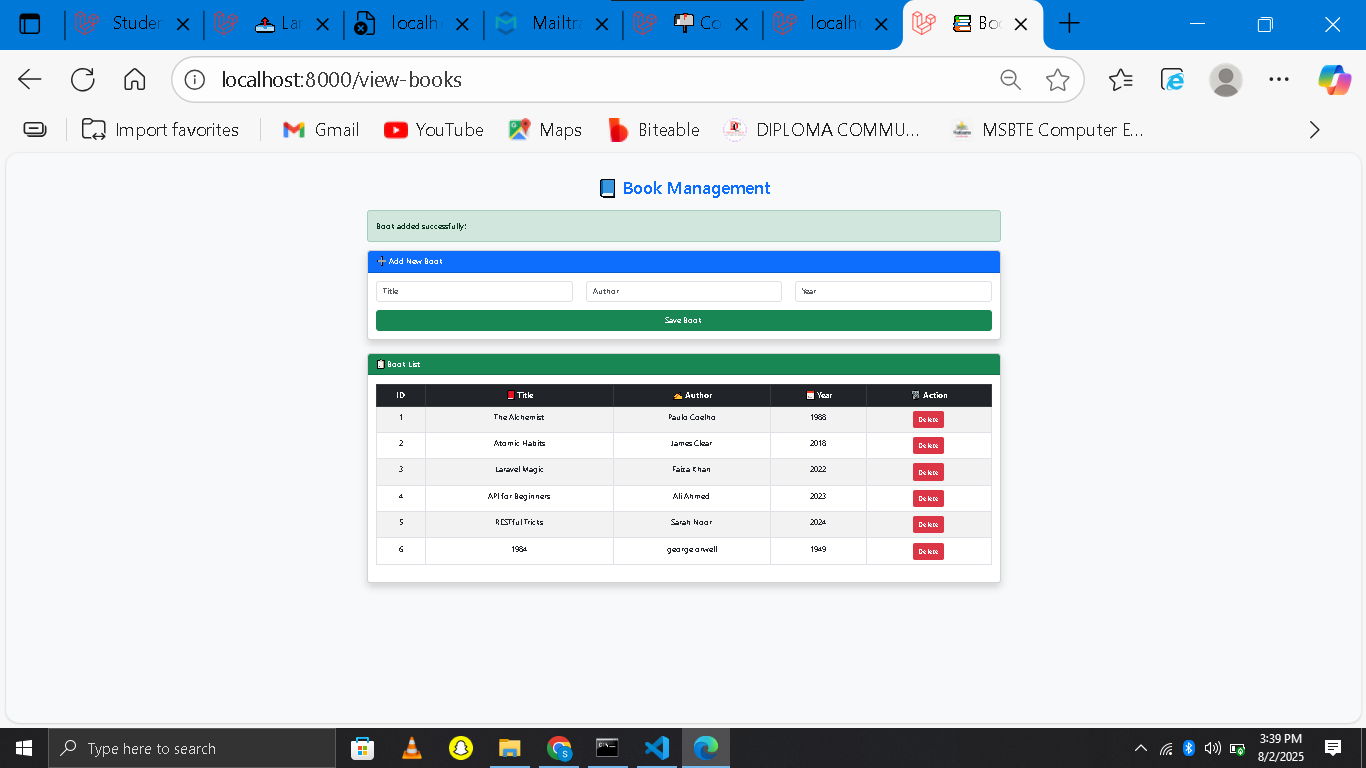 Studen
Lar
localh
Mailtra
Co
localh
Boo
localhost:8000/view-books
Import favorites
Gmail
YouTube
Maps
Biteable
DIPLOMA COMMU...
MSBTE Computer E...
Book Management
Book added successfully!
Add New Book
Title Author Year
Save Book
Book List
ID Title Author Year Action
1 The Alchemist Paulo Coelho 1988 Delete
2 Atomic Habits James Clear 2018 Delete
3 Laravel Magic Faiza Khan 2022 Delete
4 API for Beginners Ali Ahmed 2023 Delete
5 RESTful Tricks Sarah Noor 2024 Delete
6 1984 george orwell 1949 Delete
Type here to search
3:39 PM
8/2/2025